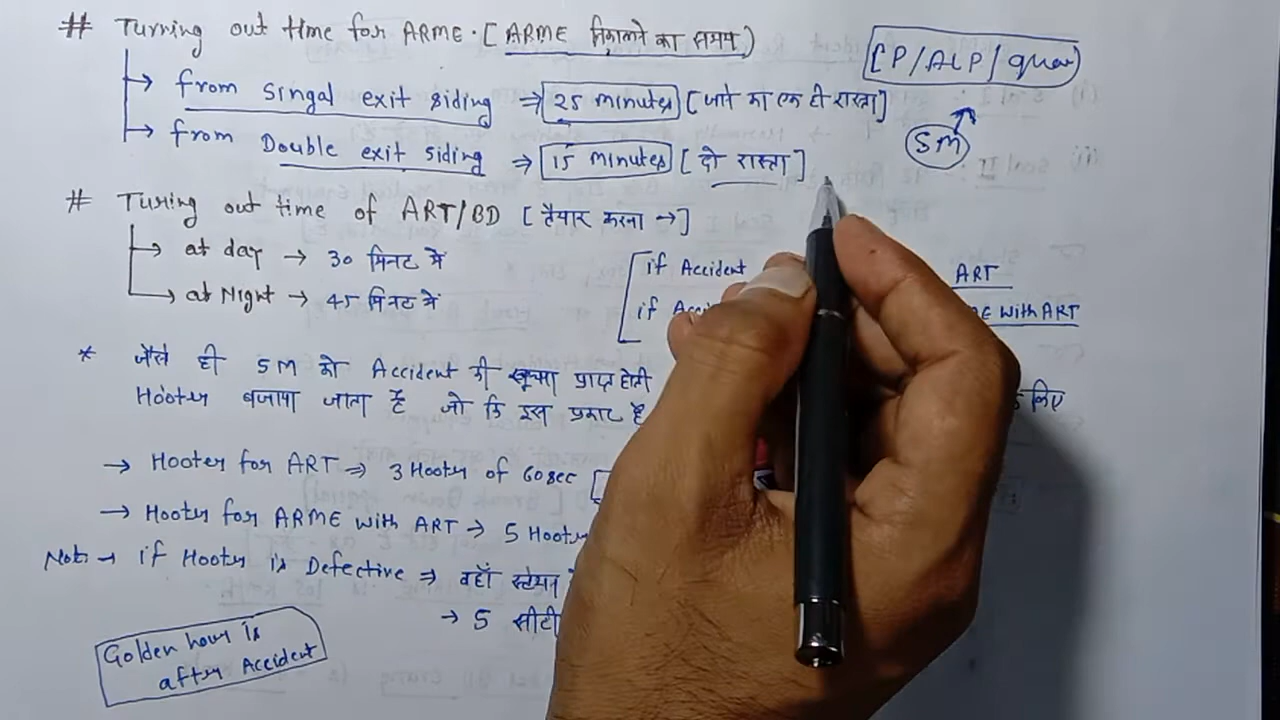 # Turning out time for ARME. [ARME निकालने का समय)
[LP/ALP/guar)
→ from Singal exit siding ⇒ 25 minutes [जाने का एक ही रास्ता]
SM
→ from Double exit siding ⇒ 15 minutes [दो रास्ता]
# Turing out time of ART/BD [तैयार करना →]
→ at day → 30 मिनट में
→ at Night → 45 मिनट में
if Accident ART
if With ART
* जैसे ही SM को Accident की सूचना प्राप्त होती लिए
Hooter बजाया जाता है जो कि इस प्रकार है
→ Hooter for ART ⇒ 3 Hooter of 60sec [
→ Hooter for ARME with ART → 5 Hooter
Note → if Hooter is Defective ⇒ वहाँ स्टेशन
→ 5 सीटी
Golden hour is
after Accident